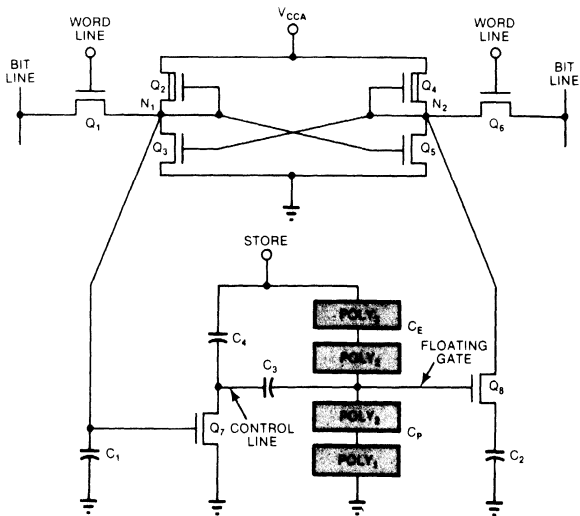 WORD
LINE
VCCA
WORD
LINE
BIT
LINE
BIT
LINE
Q2
Q4
N1
N2
Q1
Q6
Q3
Q5
STORE
POLY3
CE
C4
POLY2
FLOATING
GATE
C3
Q8
Q7
CONTROL
LINE
CP
C1
POLY1
C2